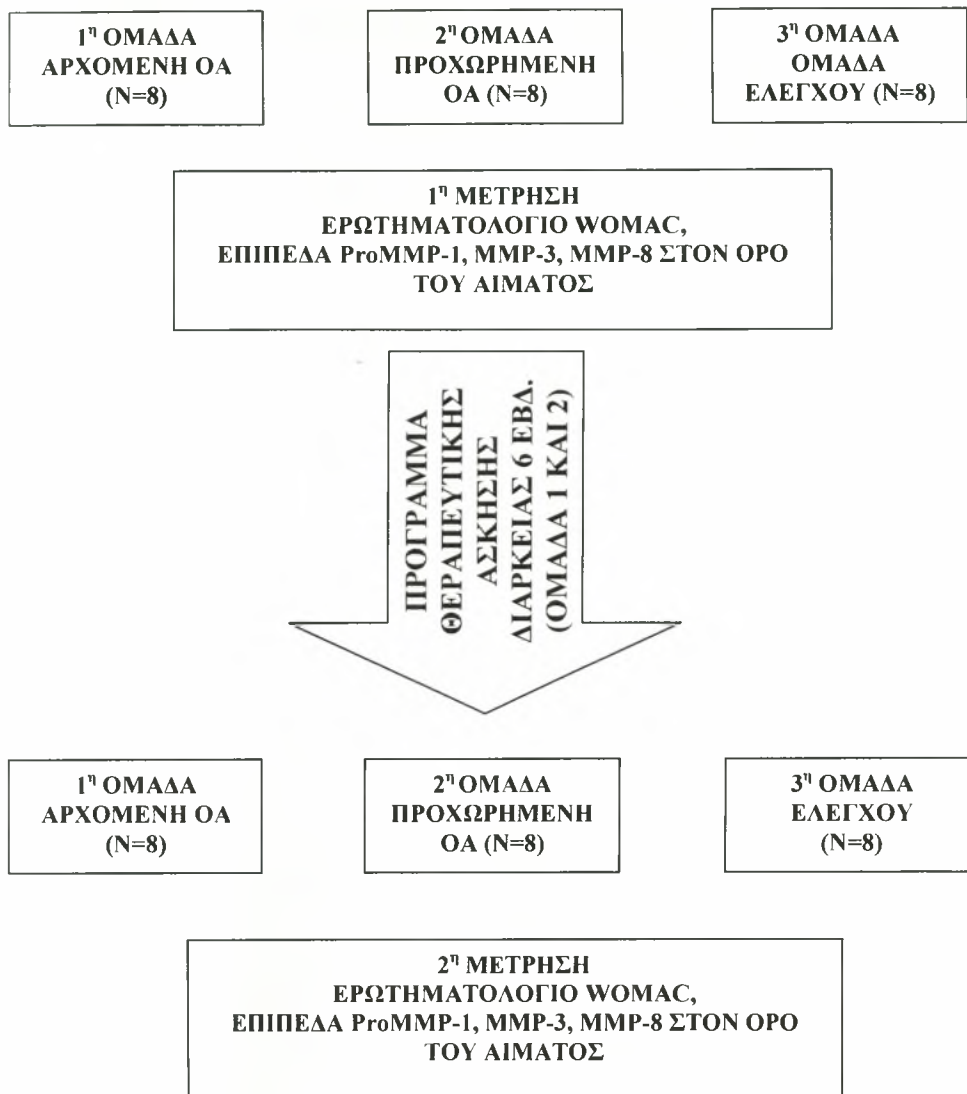 1η ΟΜΑΔΑ
ΑΡΧΟΜΕΝΗ ΟΑ
(N=8)
2η ΟΜΑΔΑ
ΠΡΟΧΩΡΗΜΕΝΗ
ΟΑ (N=8)
3η ΟΜΑΔΑ
ΟΜΑΔΑ
ΕΛΕΓΧΟΥ (N=8)
1η ΜΕΤΡΗΣΗ
ΕΡΩΤΗΜΑΤΟΛΟΓΙΟ WOMAC,
ΕΠΙΠΕΔΑ ProMMP-1, MMP-3, MMP-8 ΣΤΟΝ ΟΡΟ
ΤΟΥ ΑΙΜΑΤΟΣ
ΠΡΟΓΡΑΜΜΑ
ΘΕΡΑΠΕΥΤΙΚΗΣ
ΑΣΚΗΣΗΣ
ΔΙΑΡΚΕΙΑΣ 6 ΕΒΔ.
(ΟΜΑΔΑ 1 ΚΑΙ 2)
1η ΟΜΑΔΑ
ΑΡΧΟΜΕΝΗ ΟΑ
(N=8)
2η ΟΜΑΔΑ
ΠΡΟΧΩΡΗΜΕΝΗ
ΟΑ (N=8)
3η ΟΜΑΔΑ
ΕΛΕΓΧΟΥ
(N=8)
2η ΜΕΤΡΗΣΗ
ΕΡΩΤΗΜΑΤΟΛΟΓΙΟ WOMAC,
ΕΠΙΠΕΔΑ ProMMP-1, MMP-3, MMP-8 ΣΤΟΝ ΟΡΟ
ΤΟΥ ΑΙΜΑΤΟΣ